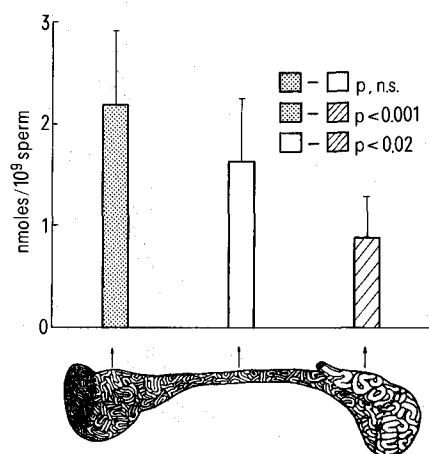 nmoles/10⁹ sperm
3
2
1
0
– p, n.s.
– p<0.001
– p<0.02